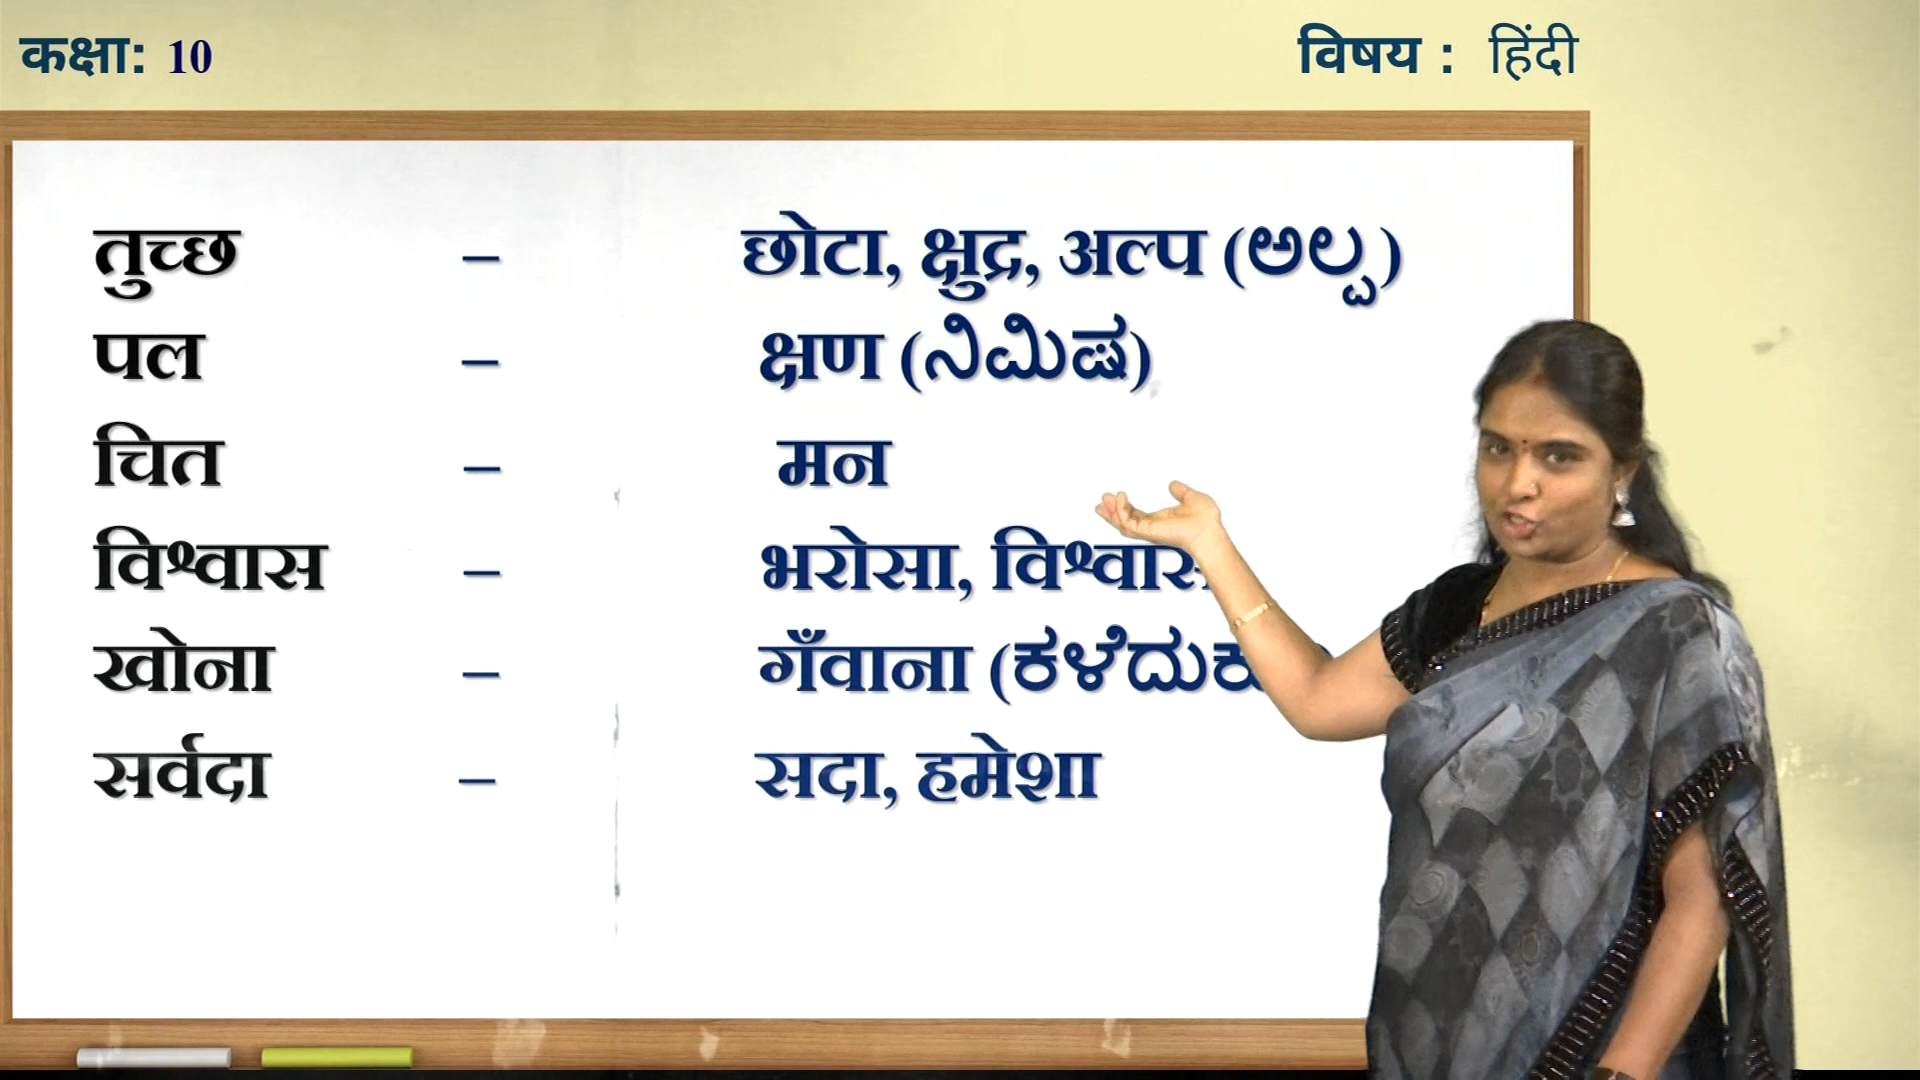 कक्षा: 10 विषय : हिंदी
तुच्छ – छोटा, क्षुद्र, अल्प (ಅಲ್ಪ)
पल – क्षण (ನಿಮಿಷ)
चित – मन
विश्वास – भरोसा, विश्वास
खोना – गँवाना
सर्वदा – सदा, हमेशा